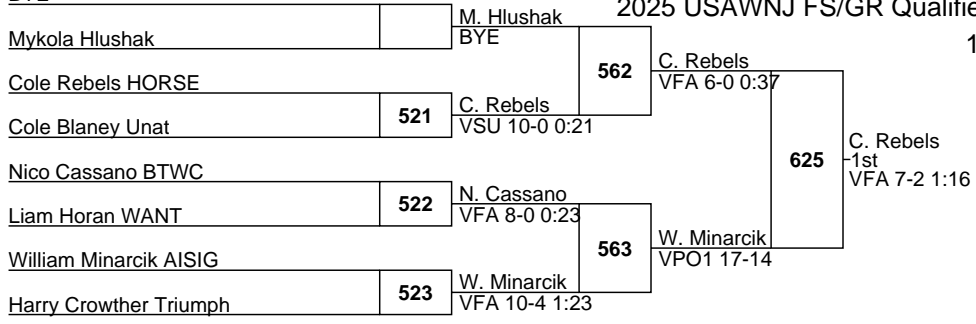 2025 USAWNJ FS/GR Qualifie
1
Mykola Hlushak
M. Hlushak
BYE
Cole Rebels HORSE
Cole Blaney Unat
521
C. Rebels
VSU 10-0 0:21
562
C. Rebels
VFA 6-0 0:37
Nico Cassano BTWC
Liam Horan WANT
522
N. Cassano
VFA 8-0 0:23
William Minarcik AISIG
Harry Crowther Triumph
523
W. Minarcik
VFA 10-4 1:23
563
W. Minarcik
VPO1 17-14
625
C. Rebels
1st
VFA 7-2 1:16